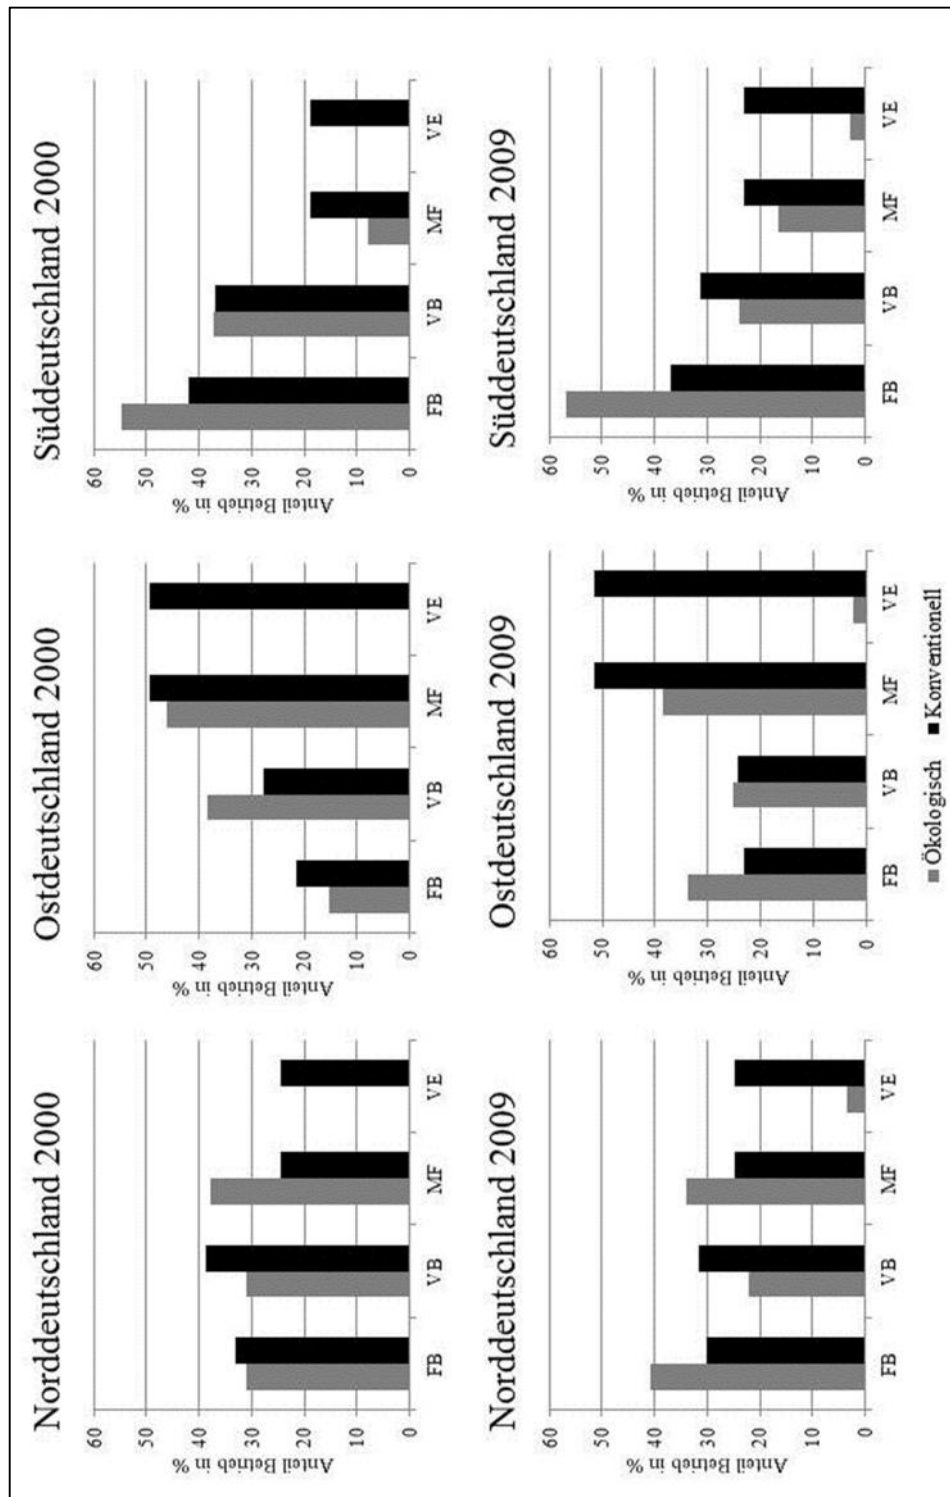 Norddeutschland 2000
Anteil Betrieb in %
60
50
40
30
20
10
0
FB VB MF VE
Ostdeutschland 2000
Anteil Betrieb in %
60
50
40
30
20
10
0
FB VB MF VE
Süddeutschland 2000
Anteil Betrieb in %
60
50
40
30
20
10
0
FB VB MF VE
Norddeutschland 2009
Anteil Betrieb in %
60
50
40
30
20
10
0
FB VB MF VE
Ostdeutschland 2009
Anteil Betrieb in %
60
50
40
30
20
10
0
FB VB MF VE
Süddeutschland 2009
Anteil Betrieb in %
60
50
40
30
20
10
0
FB VB MF VE
Ökologisch Konventionell